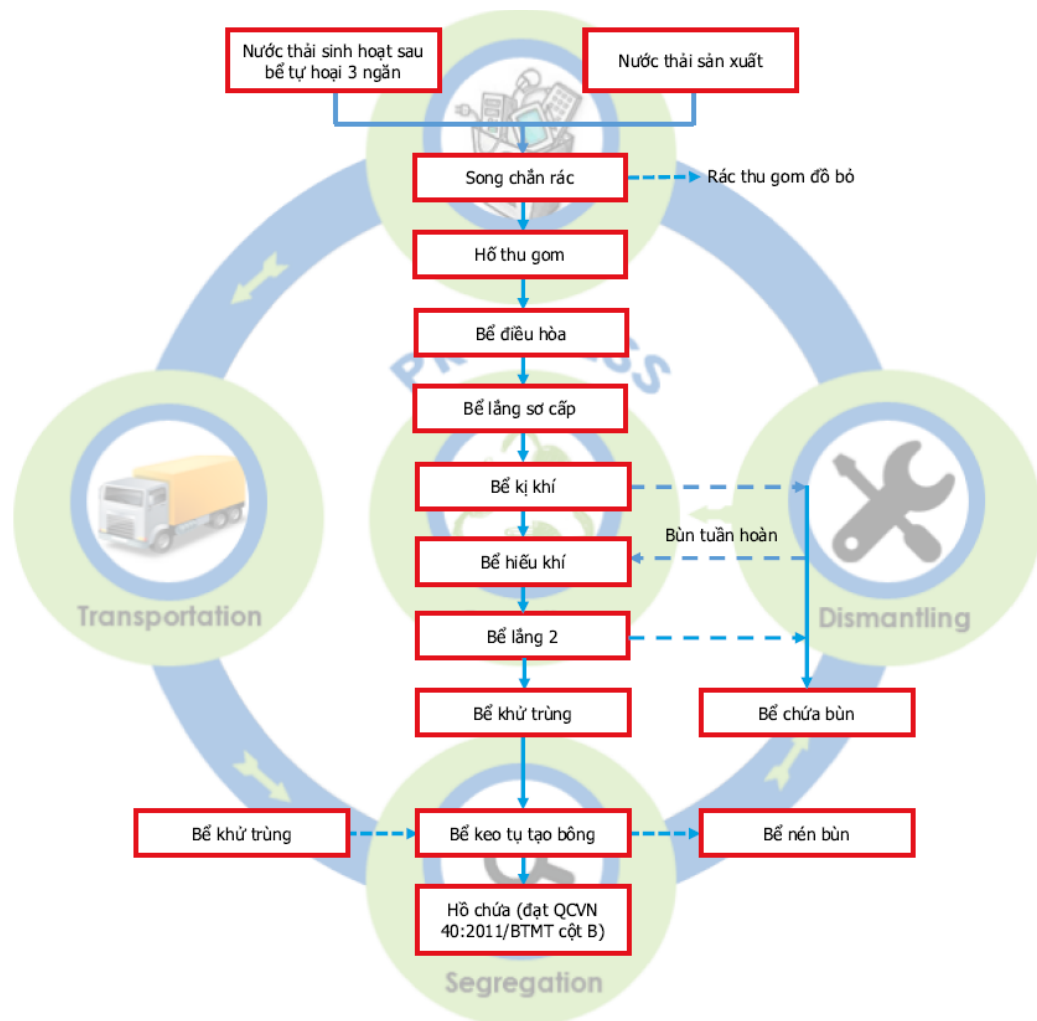 Nước thải sinh hoạt sau
bể tự hoại 3 ngăn
Nước thải sản xuất
Song chắn rác
Rác thu gom đồ bỏ
Hố thu gom
Bể điều hòa
Bể lắng sơ cấp
Bể kị khí
Bùn tuần hoàn
Bể hiếu khí
Transportation
Dismantling
Bể lắng 2
Bể khử trùng
Bể chứa bùn
Bể khử trùng
Bể keo tụ tạo bông
Bể nén bùn
Hồ chứa (đạt QCVN
40:2011/BTMT cột B)
Segregation